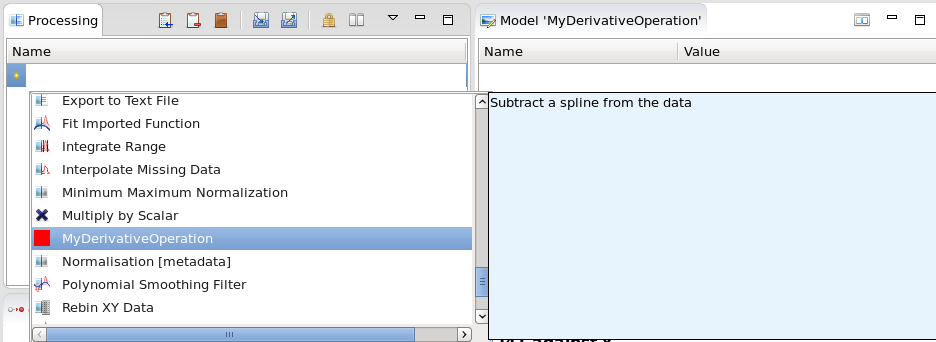 Processing
Model 'MyDerivativeOperation'
Name
Name
Value
Export to Text File
Fit Imported Function
Integrate Range
Interpolate Missing Data
Minimum Maximum Normalization
Multiply by Scalar
MyDerivativeOperation
Normalisation [metadata]
Polynomial Smoothing Filter
Rebin XY Data
Subtract a spline from the data